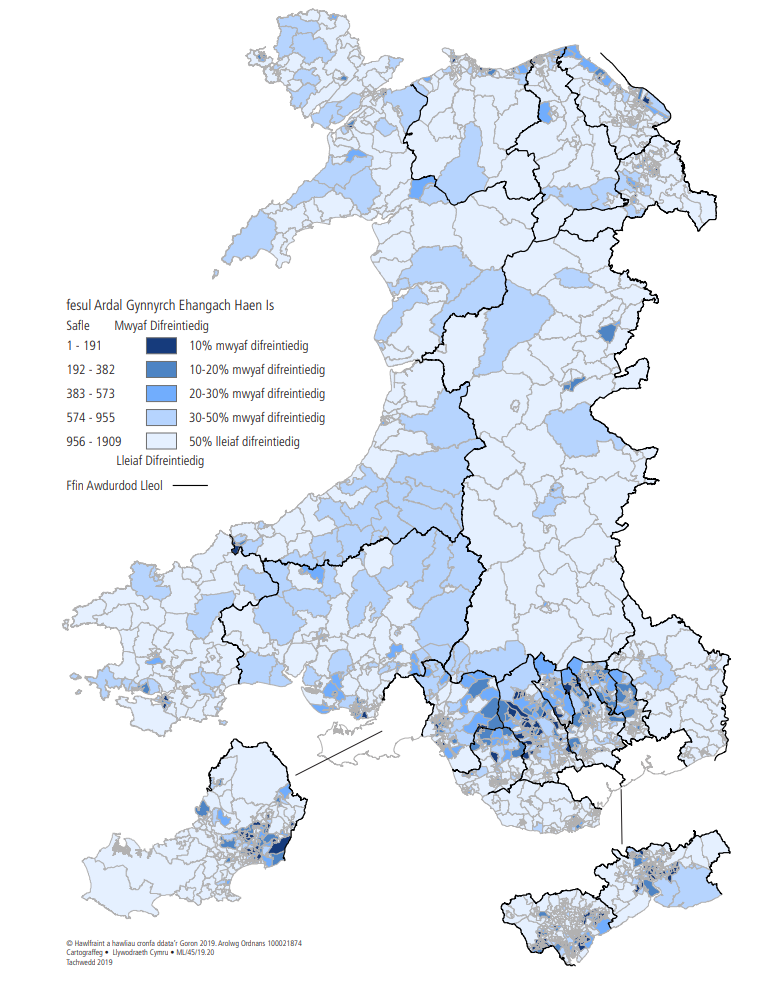 fesul Ardal Gynnyrch Ehangach Haen Is
Safle Mwyaf Difreintiedig
1 - 191 10% mwyaf difreintiedig
192 - 382 10-20% mwyaf difreintiedig
383 - 573 20-30% mwyaf difreintiedig
574 - 955 30-50% mwyaf difreintiedig
956 - 1909 50% lleiaf difreintiedig
Lleiaf Difreintiedig
Ffin Awdurdod Lleol
© Hawlfraint a hawliau cronfa ddata'r Goron 2019. Arolwg Ordnans 100021874
Cartograffeg • Llywodraeth Cymru • ML/45/19.20
Tachwedd 2019